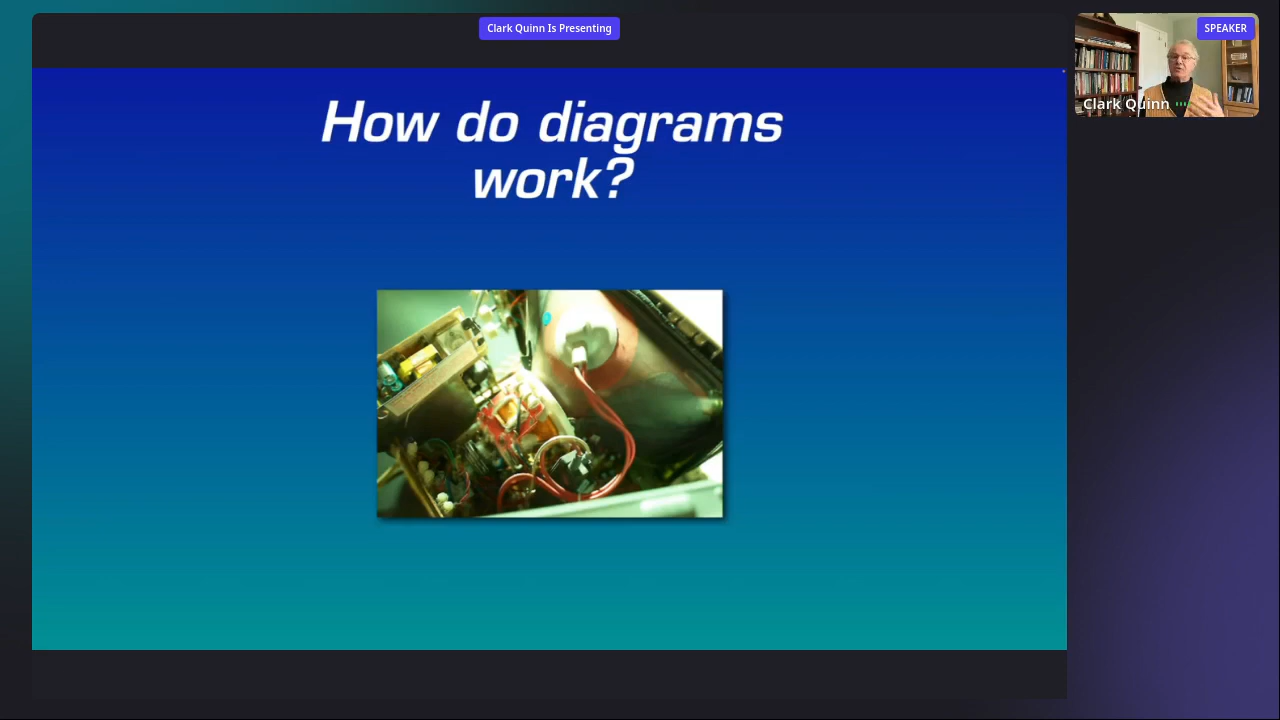 Clark Quinn Is Presenting
SPEAKER
Clark Quinn
How do diagrams
work?